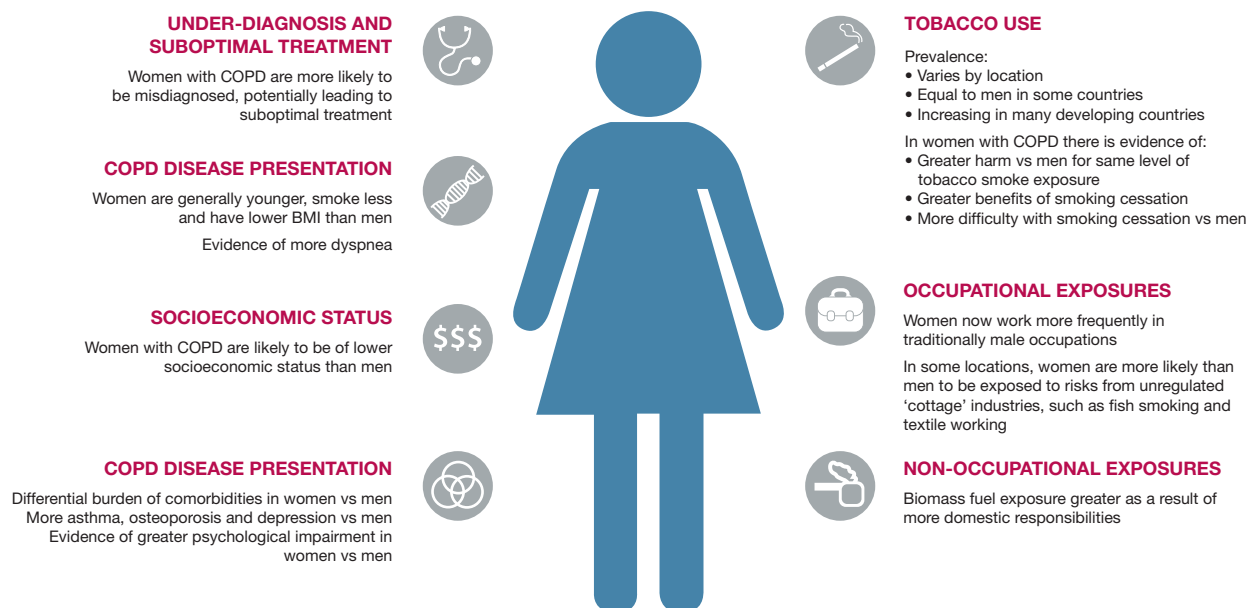 UNDER-DIAGNOSIS AND
SUBOPTIMAL TREATMENT
Women with COPD are more likely to
be misdiagnosed, potentially leading to
suboptimal treatment
COPD DISEASE PRESENTATION
Women are generally younger, smoke less
and have lower BMI than men
Evidence of more dyspnea
SOCIOECONOMIC STATUS
Women with COPD are likely to be of lower
socioeconomic status than men
$$$
COPD DISEASE PRESENTATION
Differential burden of comorbidities in women vs men
More asthma, osteoporosis and depression vs men
Evidence of greater psychological impairment in
women vs men
TOBACCO USE
Prevalence:
• Varies by location
• Equal to men in some countries
• Increasing in many developing countries
In women with COPD there is evidence of:
• Greater harm vs men for same level of
tobacco smoke exposure
• Greater benefits of smoking cessation
• More difficulty with smoking cessation vs men
OCCUPATIONAL EXPOSURES
Women now work more frequently in
traditionally male occupations
In some locations, women are more likely than
men to be exposed to risks from unregulated
‘cottage’ industries, such as fish smoking and
textile working
NON-OCCUPATIONAL EXPOSURES
Biomass fuel exposure greater as a result of
more domestic responsibilities